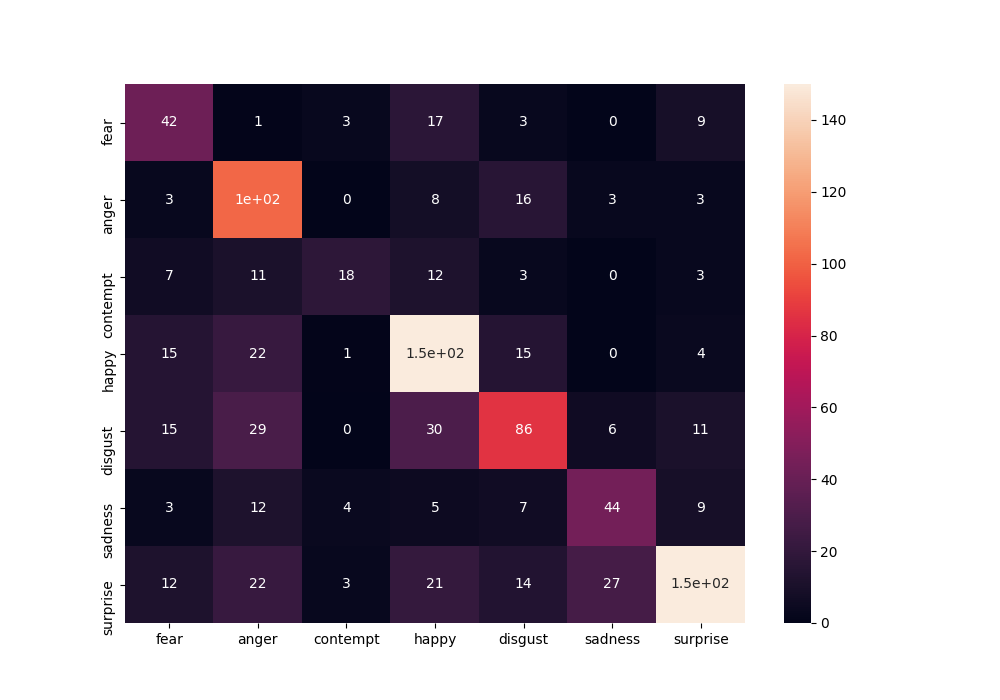 fear 42 1 3 17 3 0 9
anger 3 1e+02 0 8 16 3 3
contempt 7 11 18 12 3 0 3
happy 15 22 1 1.5e+02 15 0 4
disgust 15 29 0 30 86 6 11
sadness 3 12 4 5 7 44 9
surprise 12 22 3 21 14 27 1.5e+02
fear anger contempt happy disgust sadness surprise
140
120
100
80
60
40
20
0